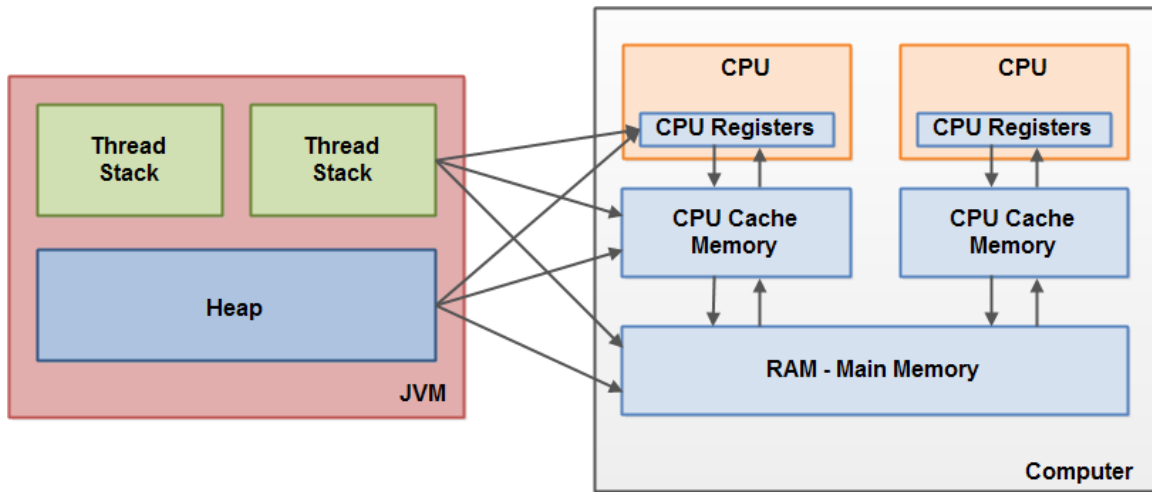 Thread
Stack
Thread
Stack
Heap
JVM
CPU
CPU Registers
CPU Cache
Memory
CPU
CPU Registers
CPU Cache
Memory
RAM - Main Memory
Computer